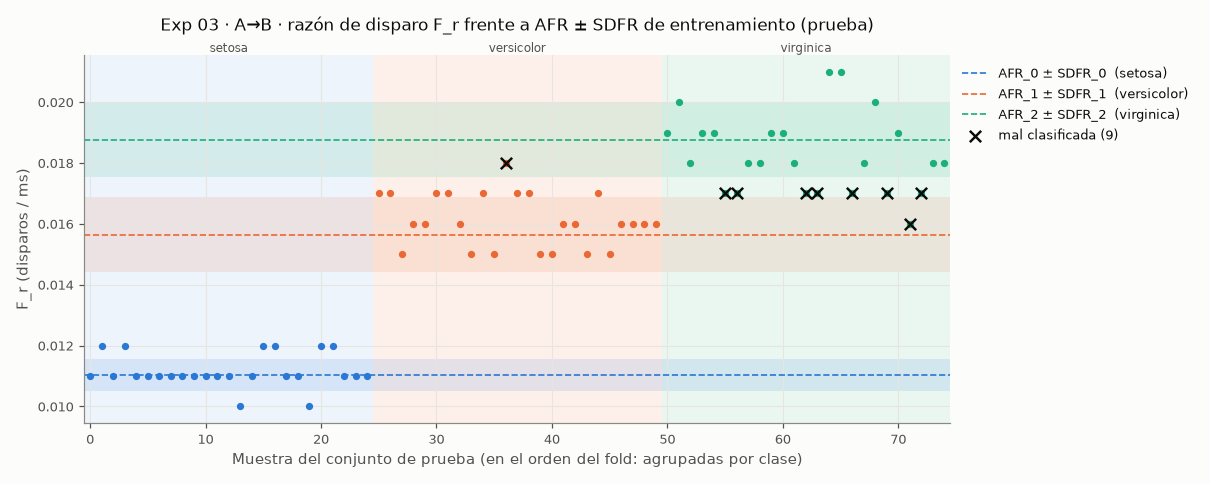 Exp 03 · A→B · razón de disparo F_r frente a AFR ± SDFR de entrenamiento (prueba)
setosa versicolor virginica
AFR_0 ± SDFR_0 (setosa)
AFR_1 ± SDFR_1 (versicolor)
AFR_2 ± SDFR_2 (virginica)
mal clasificada (9)
F_r (disparos / ms)
0.020
0.018
0.016
0.014
0.012
0.010
0 10 20 30 40 50 60 70
Muestra del conjunto de prueba (en el orden del fold: agrupadas por clase)